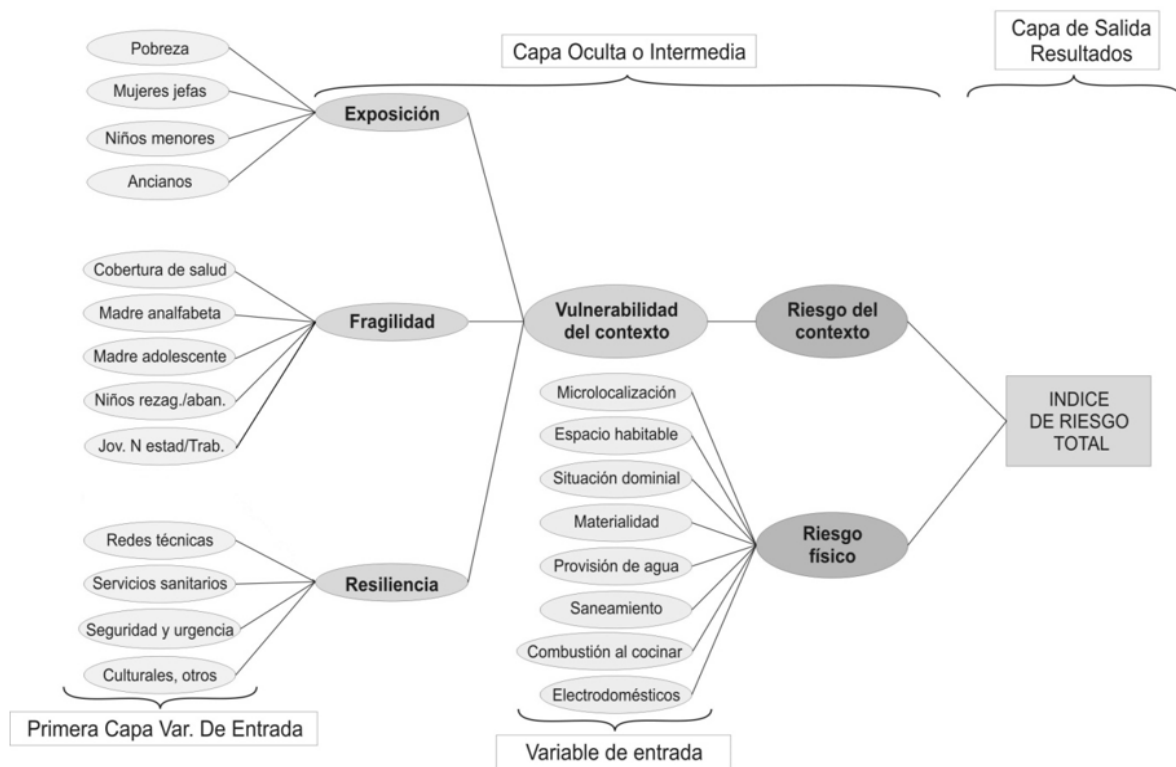 Capa de Salida
Resultados
Capa Oculta o Intermedia
Pobreza
Mujeres jefas
Niños menores
Ancianos
Exposición
Cobertura de salud
Madre analfabeta
Madre adolescente
Niños rezag./aban.
Jov. N estad/Trab.
Fragilidad
Redes técnicas
Servicios sanitarios
Seguridad y urgencia
Culturales, otros
Resiliencia
Primera Capa Var. De Entrada
Vulnerabilidad
del contexto
Microlocalización
Espacio habitable
Situación dominial
Materialidad
Provisión de agua
Saneamiento
Combustión al cocinar
Electrodomésticos
Variable de entrada
Riesgo del
contexto
Riesgo
físico
INDICE
DE RIESGO
TOTAL